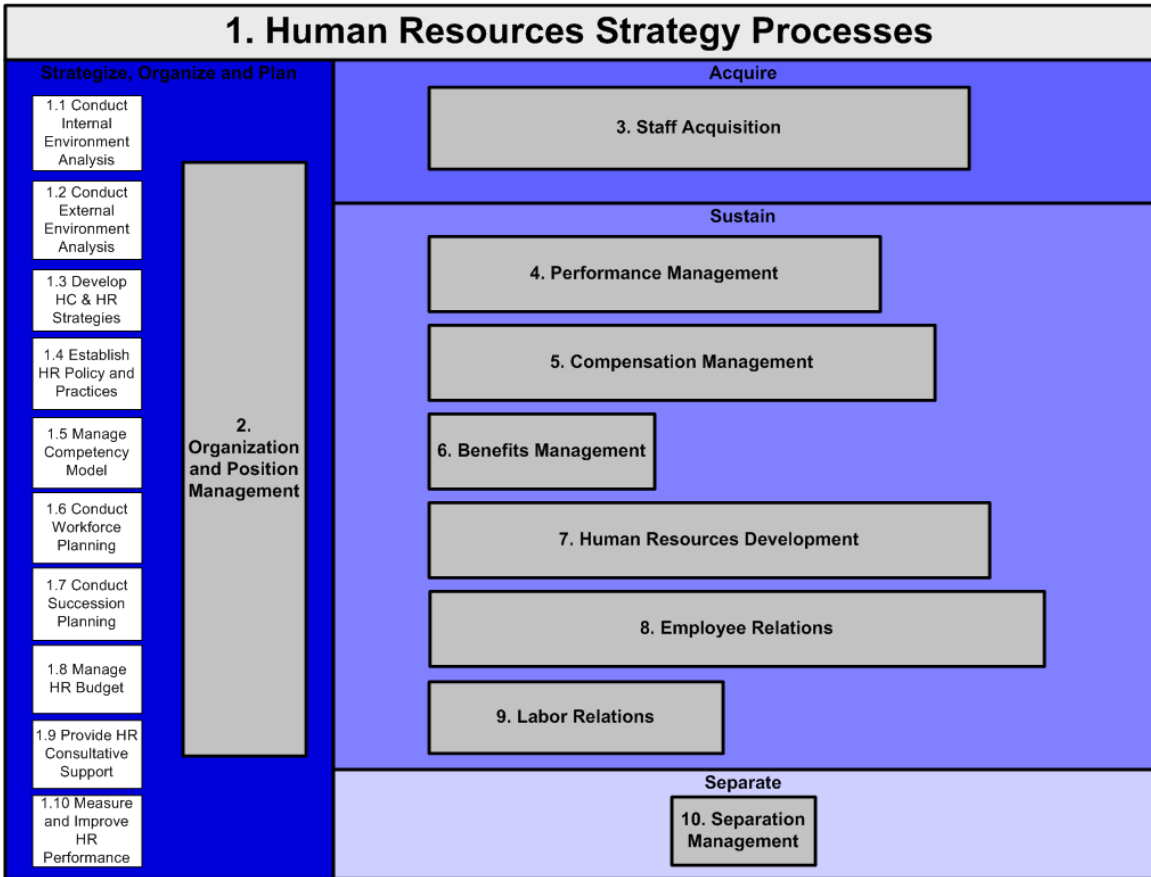 1. Human Resources Strategy Processes
Strategize, Organize and Plan
1.1 Conduct
Internal
Environment
Analysis
1.2 Conduct
External
Environment
Analysis
1.3 Develop
HC & HR
Strategies
1.4 Establish
HR Policy and
Practices
1.5 Manage
Competency
Model
1.6 Conduct
Workforce
Planning
1.7 Conduct
Succession
Planning
1.8 Manage
HR Budget
1.9 Provide HR
Consultative
Support
1.10 Measure
and Improve
HR
Performance
2.
Organization
and Position
Management
Acquire
3. Staff Acquisition
Sustain
4. Performance Management
5. Compensation Management
6. Benefits Management
7. Human Resources Development
8. Employee Relations
9. Labor Relations
Separate
10. Separation
Management